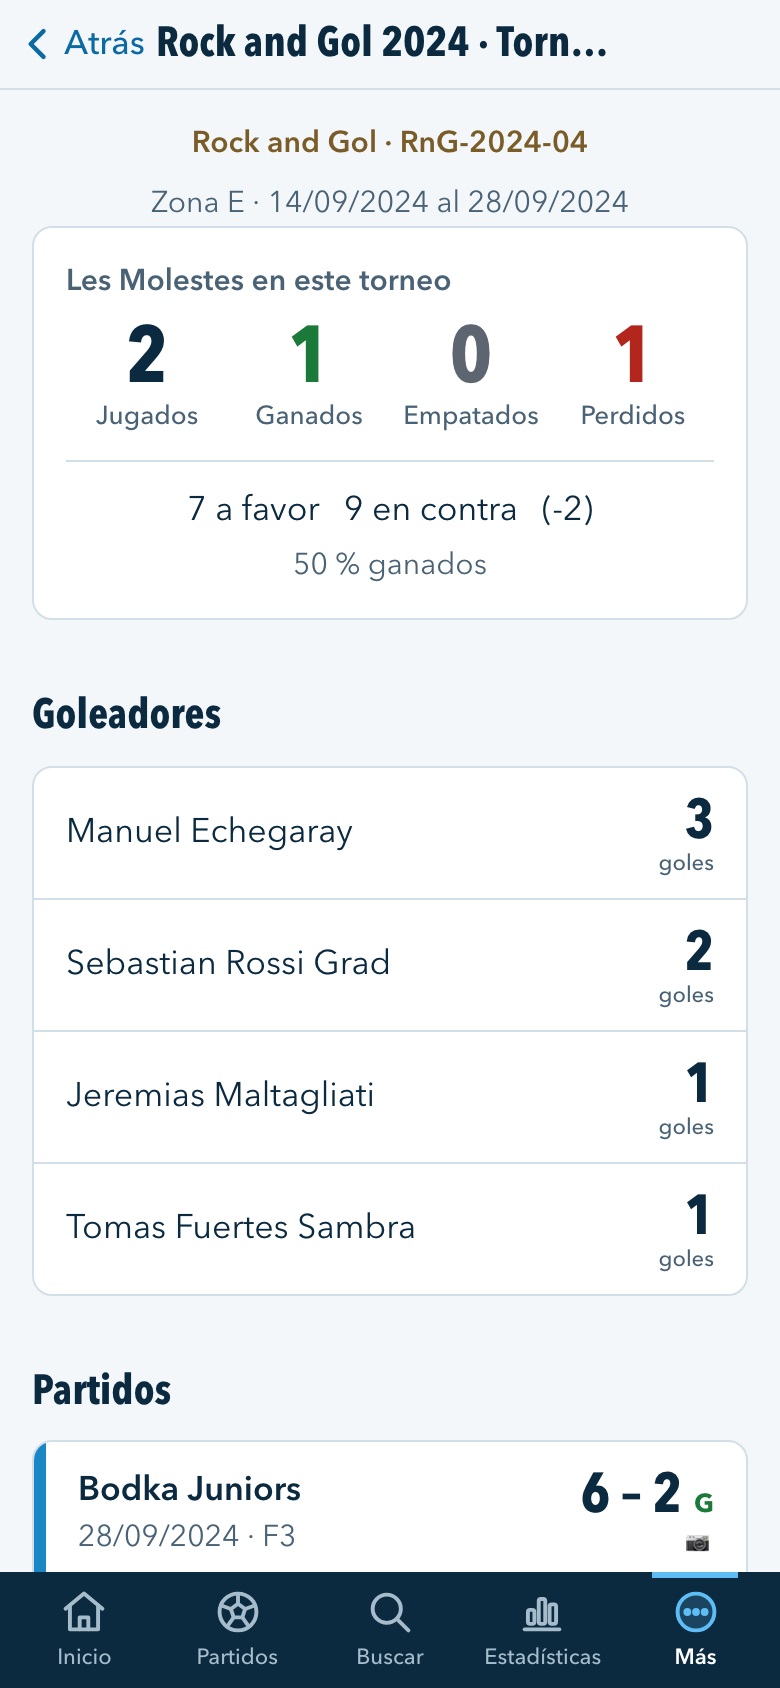 Atrás Rock and Gol 2024 · Torn...
Rock and Gol · RnG-2024-04
Zona E · 14/09/2024 al 28/09/2024
Les Molestes en este torneo
2 1 0 1
Jugados Ganados Empatados Perdidos
7 a favor 9 en contra (-2)
50 % ganados
Goleadores
Manuel Echegaray 3 goles
Sebastian Rossi Grad 2 goles
Jeremias Maltagliati 1 goles
Tomas Fuertes Sambra 1 goles
Partidos
Bodka Juniors 6 – 2 G
28/09/2024 · F3
Inicio Partidos Buscar Estadísticas Más